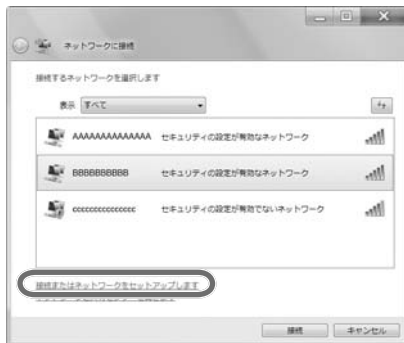 ネットワークに接続
接続するネットワークを選択します
表示 すべて
AAAAAAAAAAAAAA セキュリティの設定が有効なネットワーク
BBBBBBBBBB セキュリティの設定が有効なネットワーク
ccccccccccccccc セキュリティの設定が有効でないネットワーク
接続またはネットワークをセットアップします
接続 キャンセル